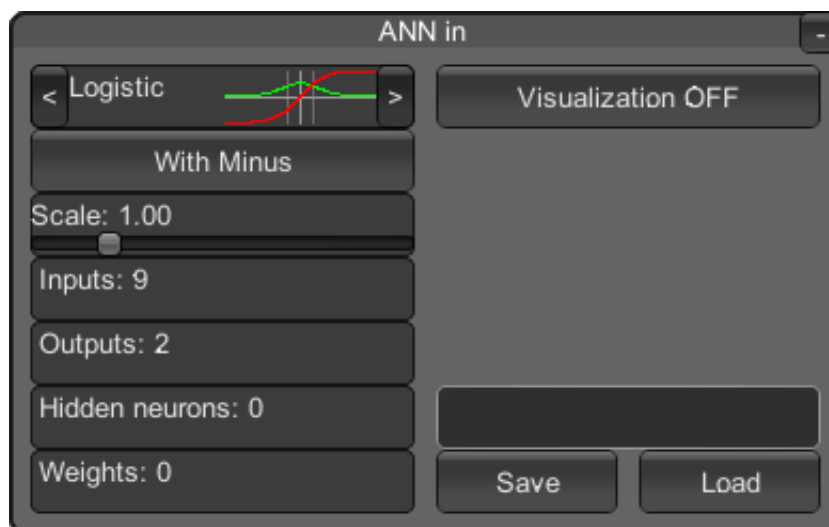 ANN in
-
< Logistic >
Visualization OFF
With Minus
Scale: 1.00
Inputs: 9
Outputs: 2
Hidden neurons: 0
Weights: 0
Save
Load